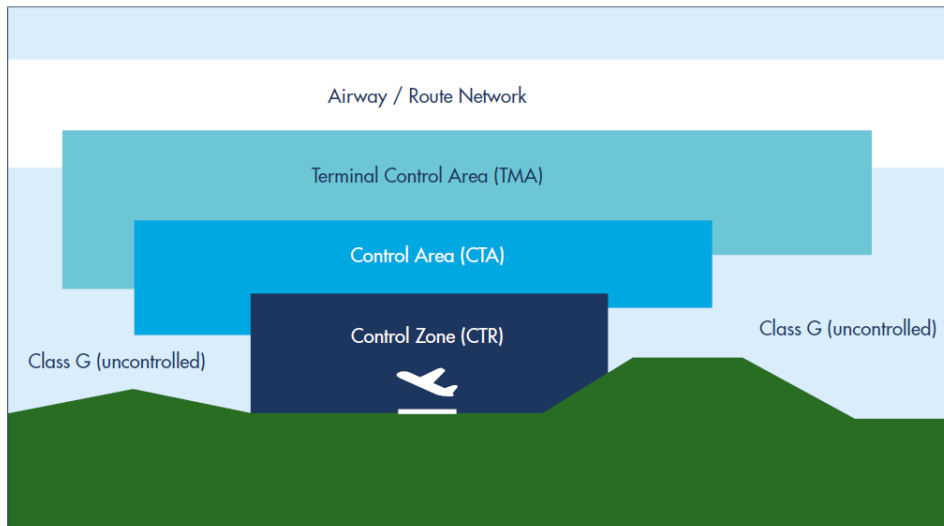 Airway / Route Network
Terminal Control Area (TMA)
Control Area (CTA)
Control Zone (CTR)
Class G (uncontrolled)
Class G (uncontrolled)